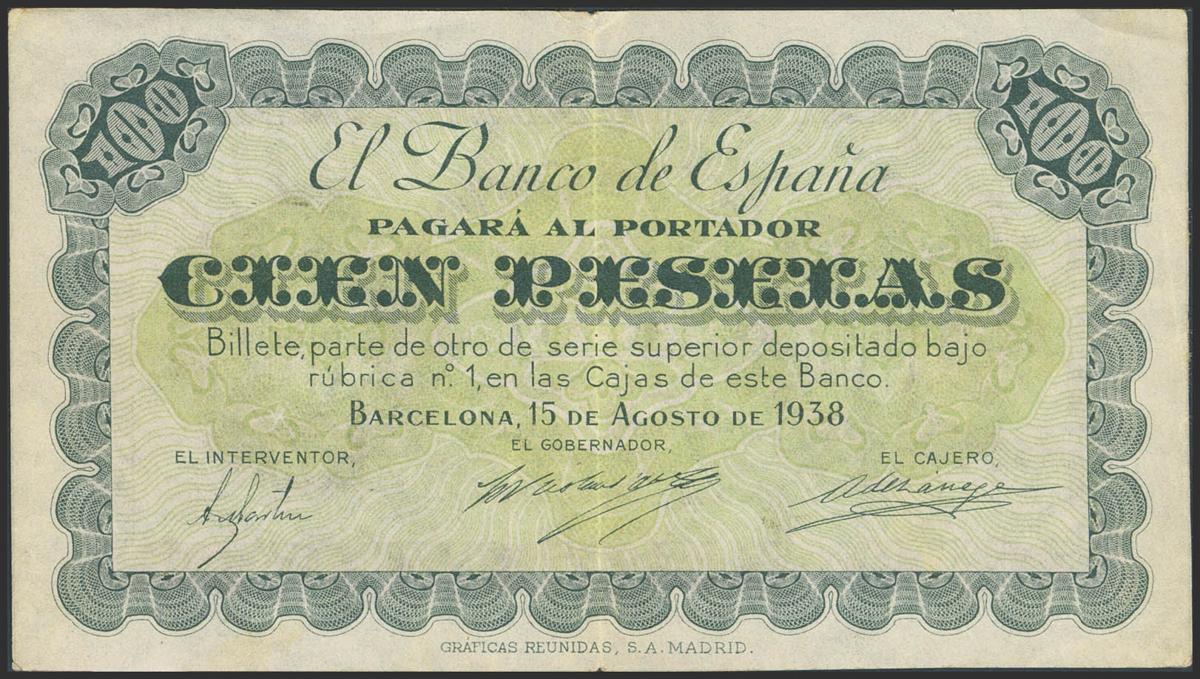 100 100
El Banco de España
PAGARÁ AL PORTADOR
CIEN PESETAS
Billete, parte de otro de serie superior depositado bajo
rúbrica nº. 1, en las Cajas de este Banco.
BARCELONA, 15 DE AGOSTO DE 1938
EL GOBERNADOR,
EL INTERVENTOR, EL CAJERO,
GRÁFICAS REUNIDAS, S.A. MADRID.